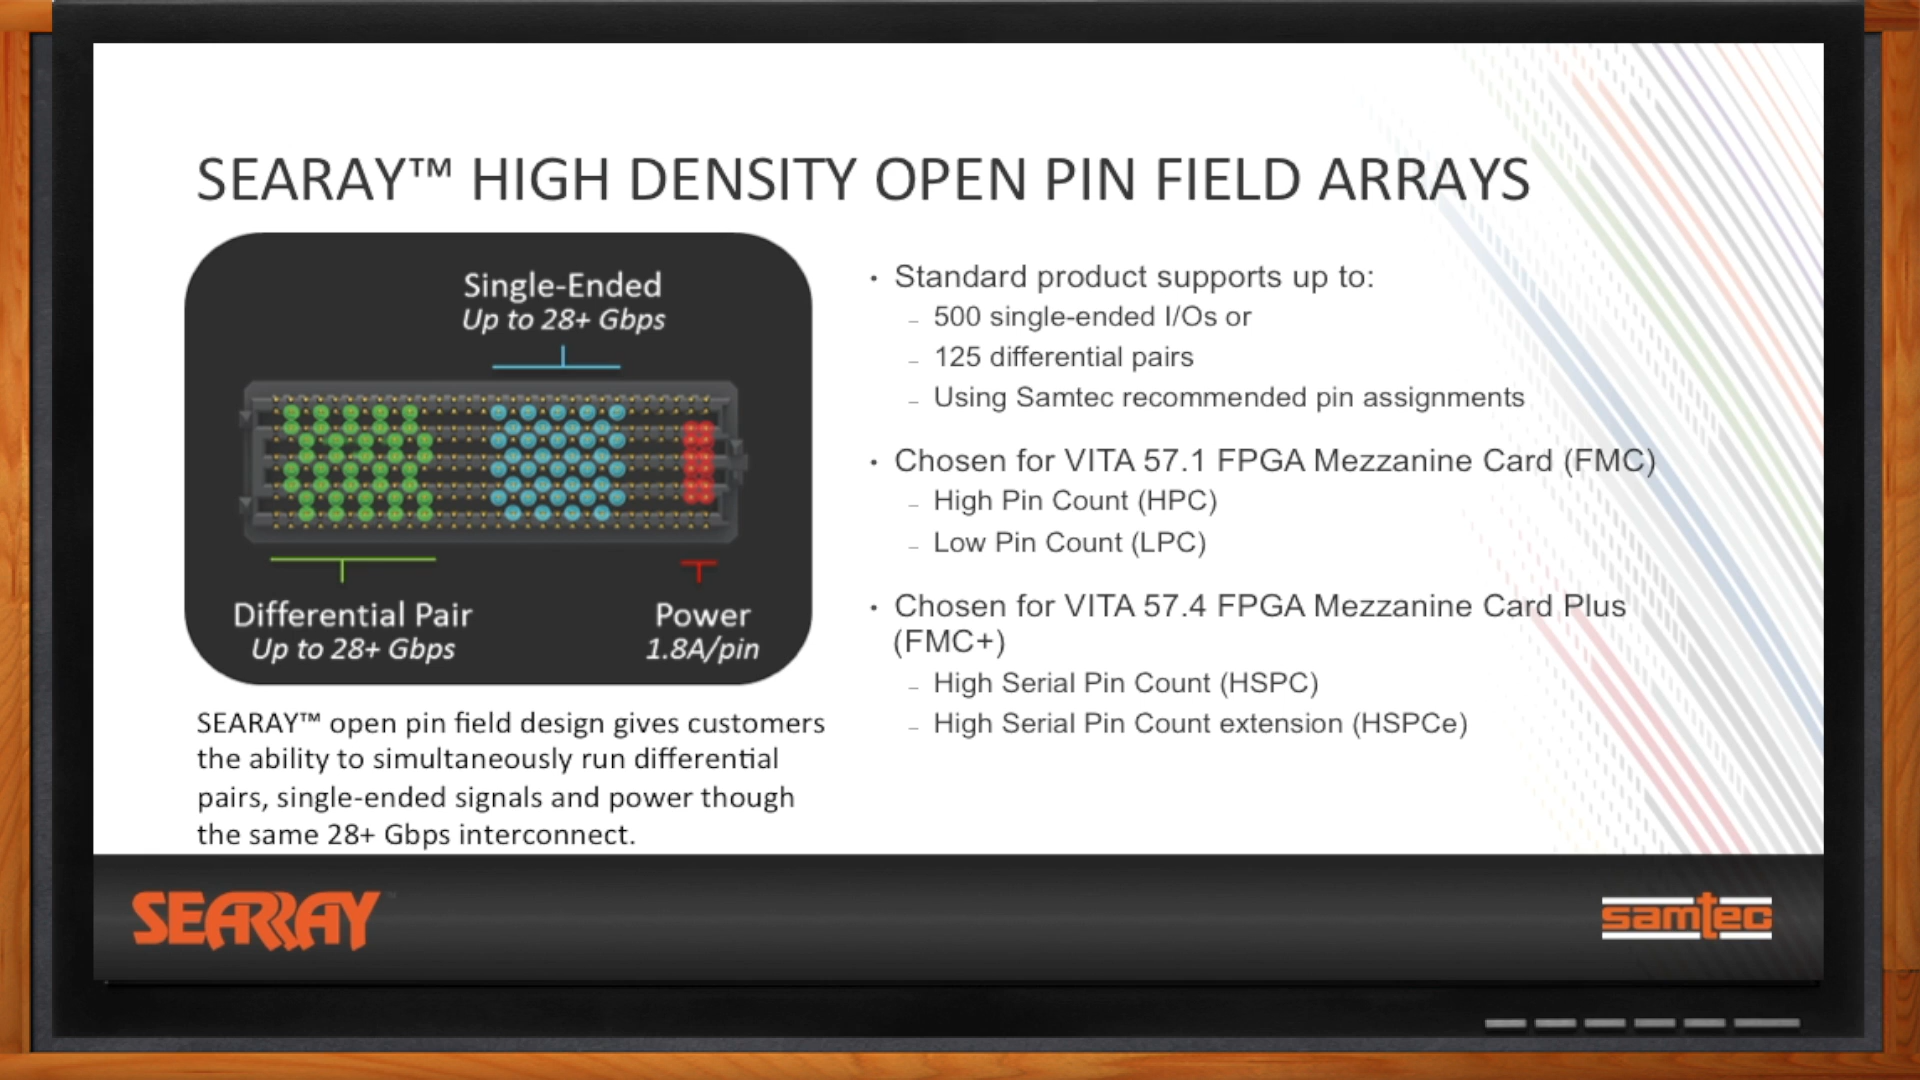 SEARAY™ HIGH DENSITY OPEN PIN FIELD ARRAYS
Single-Ended
Up to 28+ Gbps
Differential Pair
Up to 28+ Gbps
Power
1.8A/pin
SEARAY™ open pin field design gives customers
the ability to simultaneously run differential
pairs, single-ended signals and power though
the same 28+ Gbps interconnect.
• Standard product supports up to:
– 500 single-ended I/Os or
– 125 differential pairs
– Using Samtec recommended pin assignments
• Chosen for VITA 57.1 FPGA Mezzanine Card (FMC)
– High Pin Count (HPC)
– Low Pin Count (LPC)
• Chosen for VITA 57.4 FPGA Mezzanine Card Plus
(FMC+)
– High Serial Pin Count (HSPC)
– High Serial Pin Count extension (HSPCe)
SEARAY™
samtec